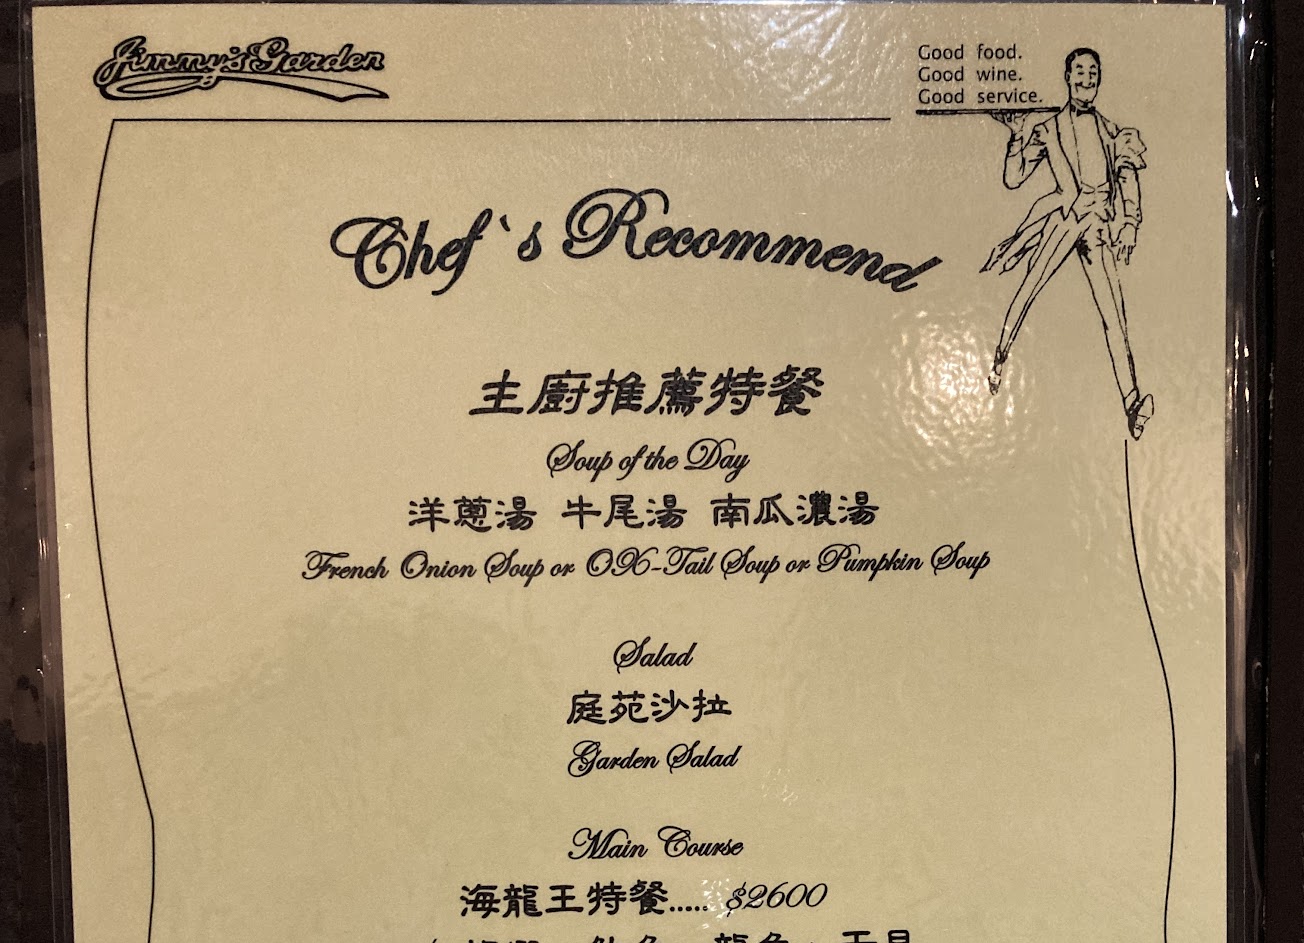 Jimmy's Garden
Good food.
Good wine.
Good service.
Chef`s Recommend
主廚推薦特餐
Soup of the Day
洋蔥湯 牛尾湯 南瓜濃湯
French Onion Soup or OX-Tail Soup or Pumpkin Soup
Salad
庭苑沙拉
Garden Salad
Main Course
海龍王特餐..... $2600